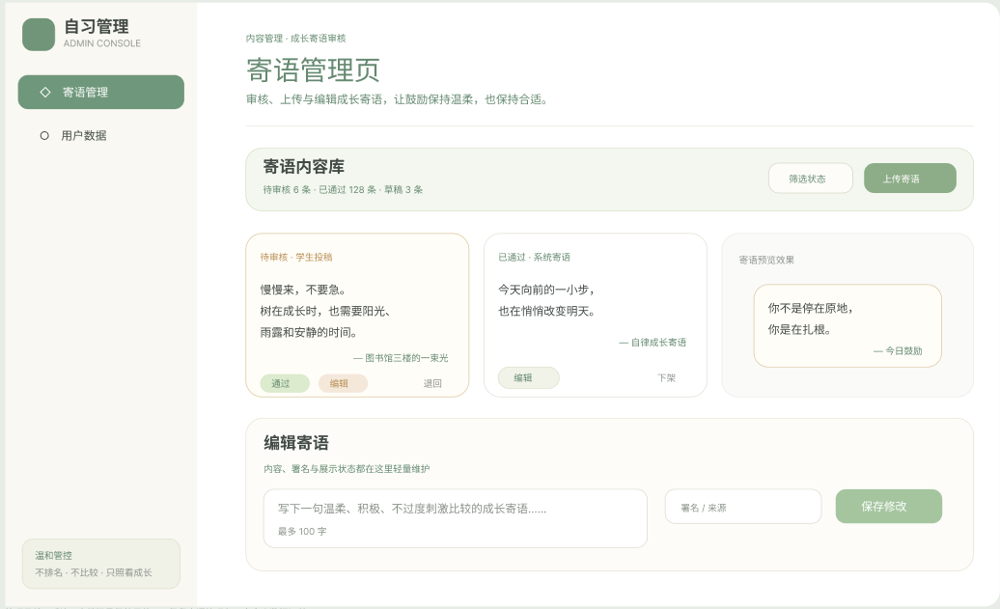 自习管理
ADMIN CONSOLE
寄语管理
用户数据
温和管控
不排名 · 不比较 · 只照看成长
内容管理 · 成长寄语审核
寄语管理页
审核、上传与编辑成长寄语，让鼓励保持温柔，也保持合适。
寄语内容库
待审核 6 条 · 已通过 128 条 · 草稿 3 条
筛选状态
上传寄语
待审核 · 学生投稿
慢慢来，不要急。
树在成长时，也需要阳光、
雨露和安静的时间。
— 图书馆三楼的一束光
通过
编辑
退回
已通过 · 系统寄语
今天向前的一小步，
也在悄悄改变明天。
— 自律成长寄语
编辑
下架
寄语预览效果
你不是停在原地，
你是在扎根。
— 今日鼓励
编辑寄语
内容、署名与展示状态都在这里轻量维护
写下一句温柔、积极、不过度刺激比较的成长寄语……
最多 100 字
署名 / 来源
保存修改